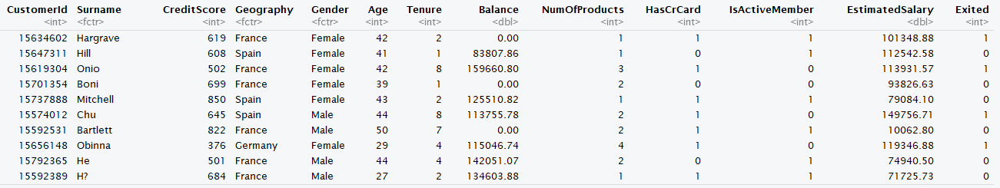 CustomerId Surname CreditScore Geography Gender Age Tenure Balance NumOfProducts HasCrCard IsActiveMember EstimatedSalary Exited
<int> <fctr> <int> <fctr> <fctr> <int> <int> <dbl> <int> <int> <int> <dbl> <int>
15634602 Hargrave 619 France Female 42 2 0.00 1 1 1 101348.88 1
15647311 Hill 608 Spain Female 41 1 83807.86 1 0 1 112542.58 0
15619304 Onio 502 France Female 42 8 159660.80 3 1 0 113931.57 1
15701354 Boni 699 France Female 39 1 0.00 2 0 0 93826.63 0
15737888 Mitchell 850 Spain Female 43 2 125510.82 1 1 1 79084.10 0
15574012 Chu 645 Spain Male 44 8 113755.78 2 1 0 149756.71 1
15592531 Bartlett 822 France Male 50 7 0.00 2 1 1 10062.80 0
15656148 Obinna 376 Germany Female 29 4 115046.74 4 1 0 119346.88 1
15792365 He 501 France Male 44 4 142051.07 2 0 1 74940.50 0
15592389 H? 684 France Male 27 2 134603.88 1 1 1 71725.73 0